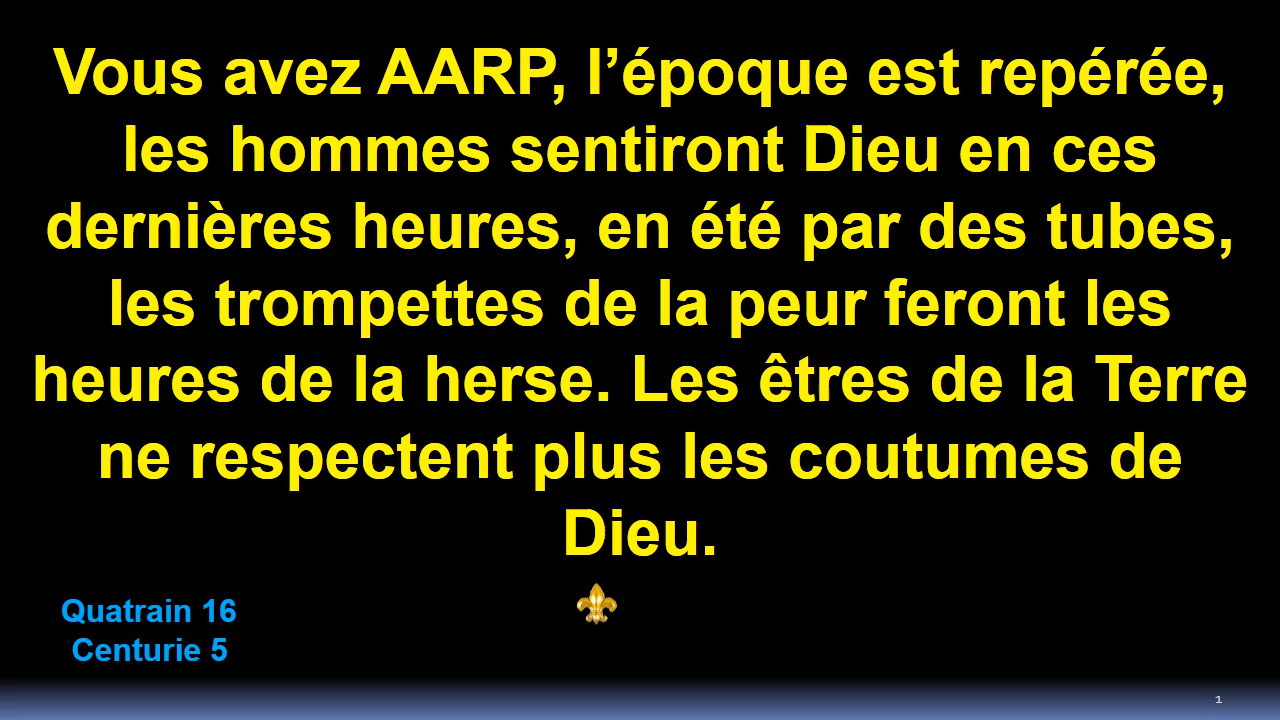 Vous avez AARP, l’époque est repérée,
les hommes sentiront Dieu en ces
dernières heures, en été par des tubes,
les trompettes de la peur feront les
heures de la herse. Les êtres de la Terre
ne respectent plus les coutumes de
Dieu.
Quatrain 16
Centurie 5
1